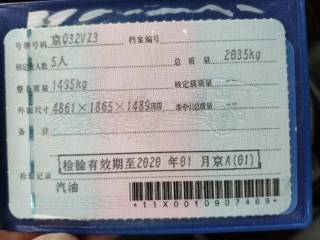 号牌号码 京Q32VZ3 档案编号
核定载人数 5人 总质量 2035kg
整备质量 1495kg 核定载质量
外廓尺寸 4861×1865×1489mm 准牵引总质量
备注
检验有效期至2020 年01 月京A(01)
检验记录
汽油
*11X0010907469*